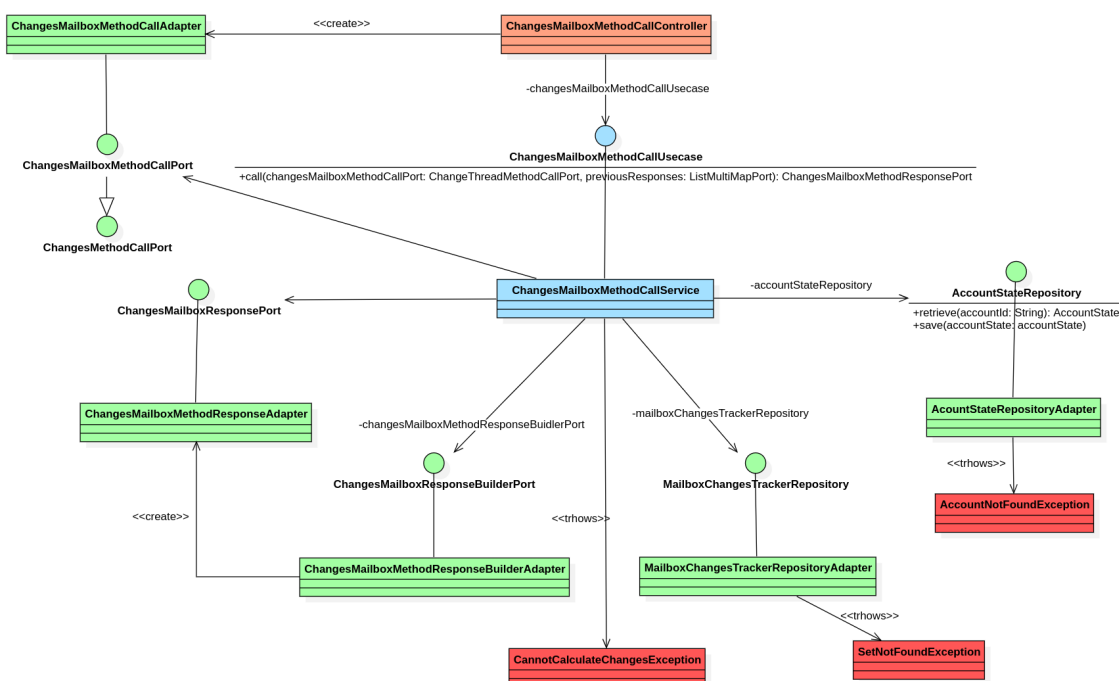 ChangesMailboxMethodCallAdapter
<<create>>
ChangesMailboxMethodCallController
-changesMailboxMethodCallUsecase
ChangesMailboxMethodCallPort
ChangesMailboxMethodCallUsecase
+call(changesMailboxMethodCallPort: ChangeThreadMethodCallPort, previousResponses: ListMultiMapPort): ChangesMailboxMethodResponsePort
ChangesMethodCallPort
ChangesMailboxMethodCallService
-accountStateRepository
AccountStateRepository
+retrieve(accountId: String): AccountState
+save(accountState: accountState)
ChangesMailboxResponsePort
ChangesMailboxMethodResponseAdapter
-changesMailboxMethodResponseBuidlerPort
-mailboxChangesTrackerRepository
AcountStateRepositoryAdapter
<<trhows>>
ChangesMailboxResponseBuilderPort
MailboxChangesTrackerRepository
AccountNotFoundException
<<create>>
<<trhows>>
ChangesMailboxMethodResponseBuilderAdapter
MailboxChangesTrackerRepositoryAdapter
<<trhows>>
CannotCalculateChangesException
SetNotFoundException